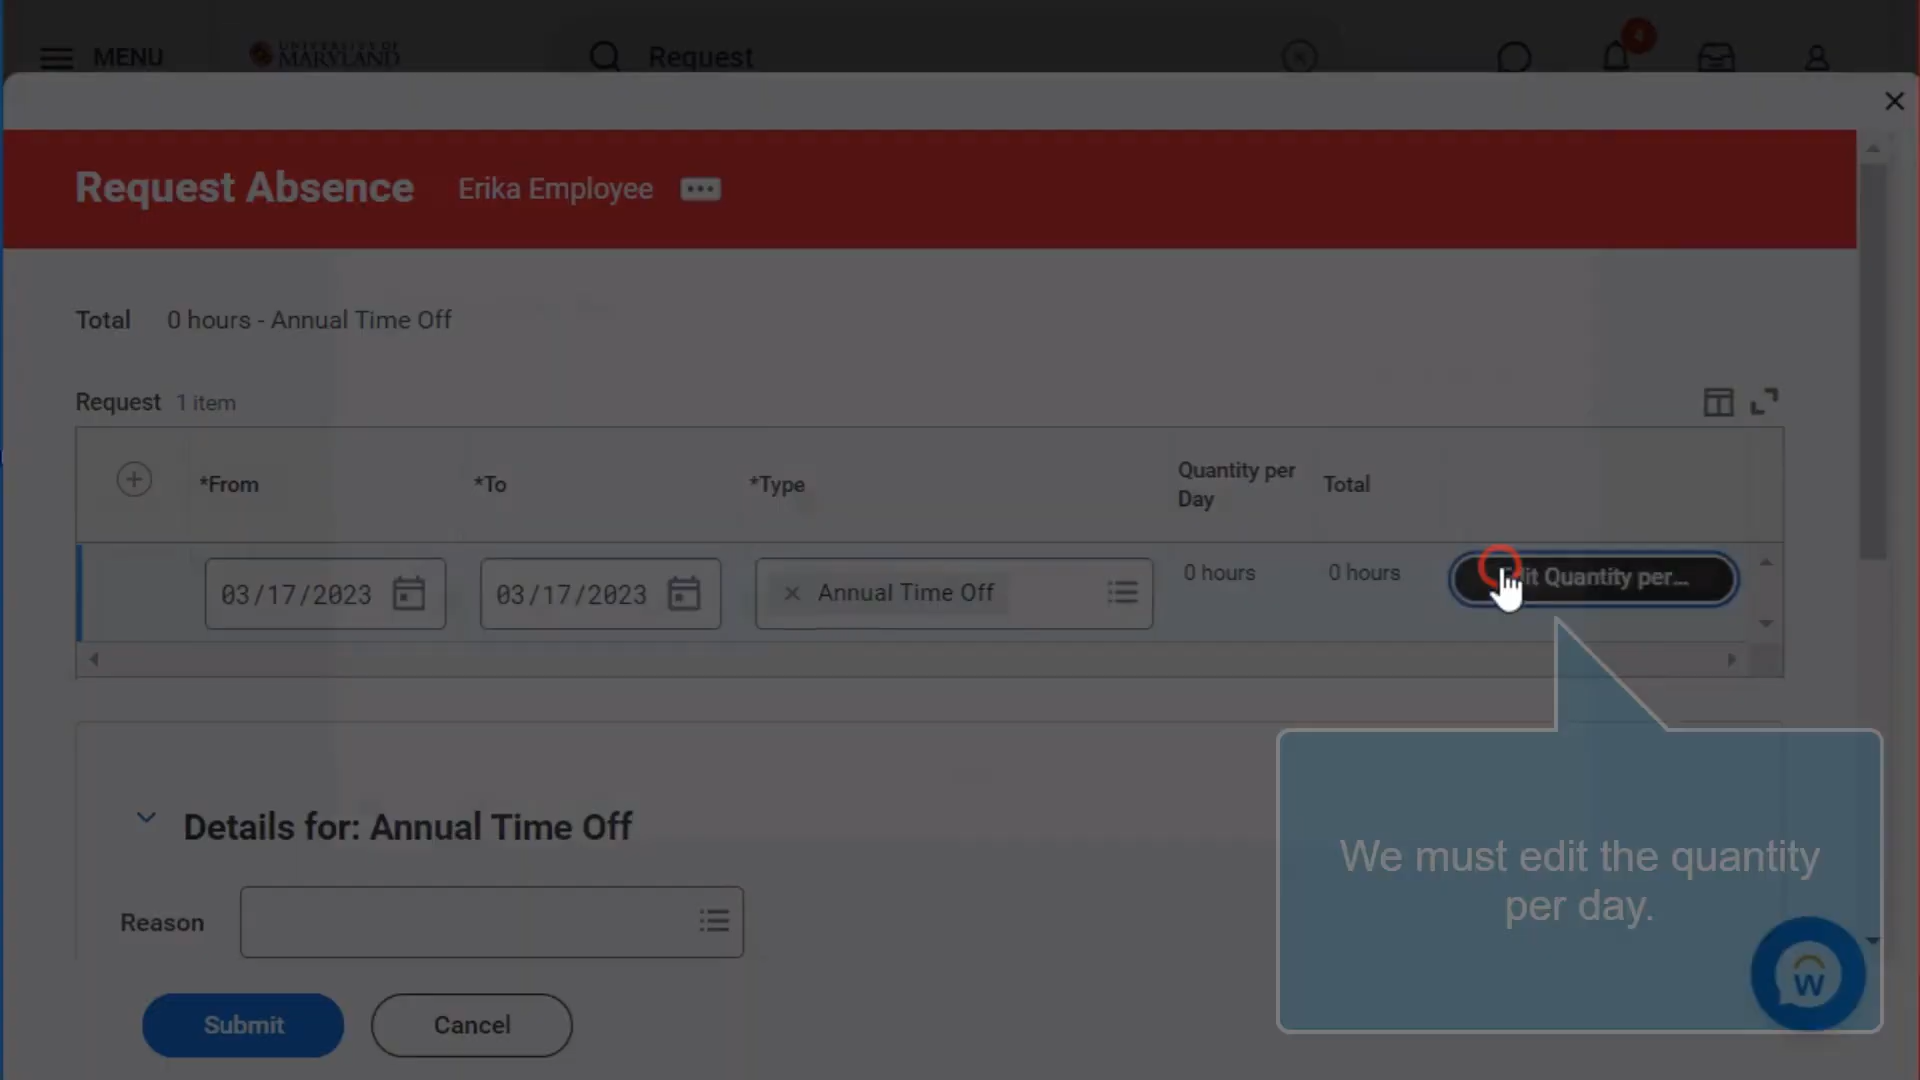 MENU
UNIVERSITY OF
MARYLAND
Request
4
Request Absence
Erika Employee
Total 0 hours - Annual Time Off
Request 1 item
*From
*To
*Type
Quantity per
Day
Total
03/17/2023
03/17/2023
Annual Time Off
0 hours
0 hours
Edit Quantity per...
Details for: Annual Time Off
Reason
We must edit the quantity
per day.
W
Submit
Cancel